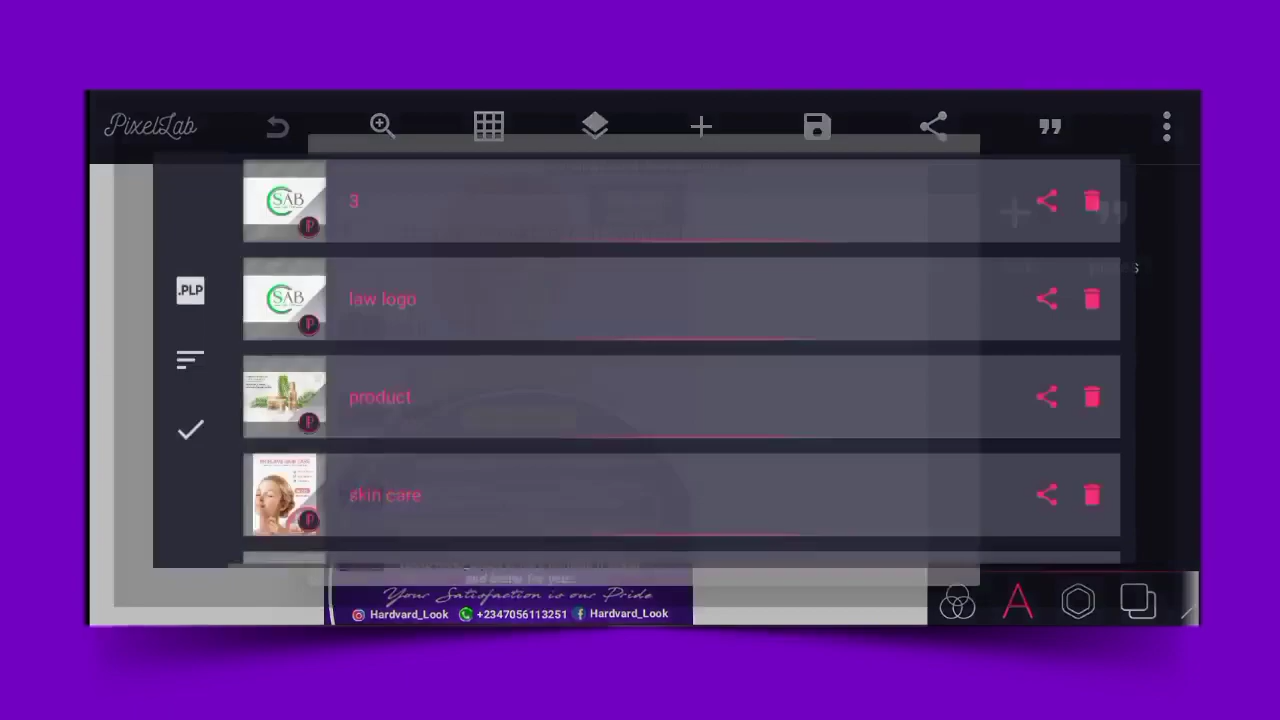 PixelLab
SAB
3
.PLP
SAB
law logo
product
skin care
Your Satisfaction is our Pride
Hardvard_Look +2347056113251 Hardvard_Look